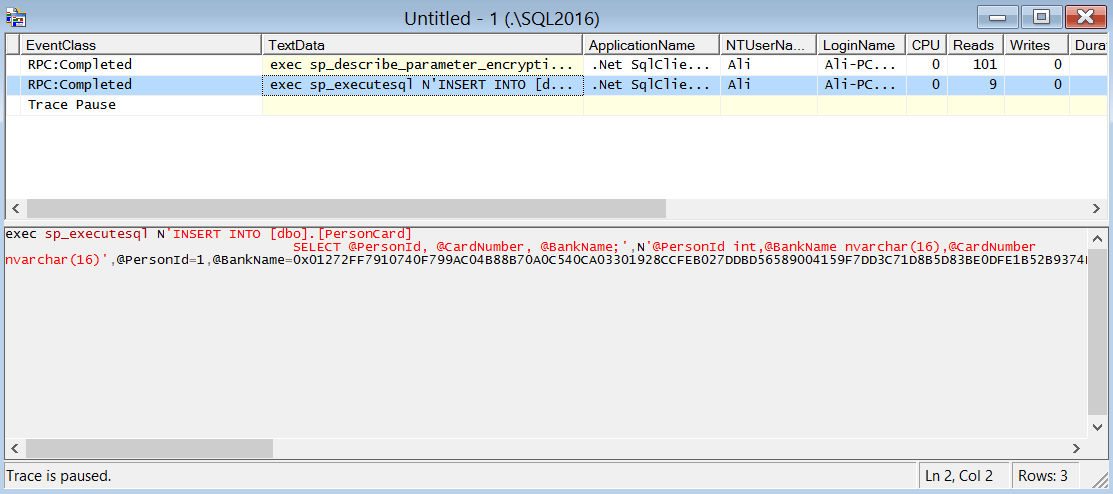 Untitled - 1 (.\SQL2016)
EventClass TextData ApplicationName NTUserNa... LoginName CPU Reads Writes Durat
RPC:Completed exec sp_describe_parameter_encrypti... .Net SqlClie... Ali Ali-PC... 0 101 0
RPC:Completed exec sp_executesql N'INSERT INTO [d... .Net SqlClie... Ali Ali-PC... 0 9 0
Trace Pause
exec sp_executesql N'INSERT INTO [dbo].[PersonCard]
SELECT @PersonId, @CardNumber, @BankName;',N'@PersonId int,@BankName nvarchar(16),@CardNumber
nvarchar(16)',@PersonId=1,@BankName=0x01272FF7910740F799AC04B88B70A0C540CA03301928CCFEB027DDBD56589004159F7DD3C71D8B5D83BE0DFE1B52B9374
Trace is paused.
Ln 2, Col 2
Rows: 3